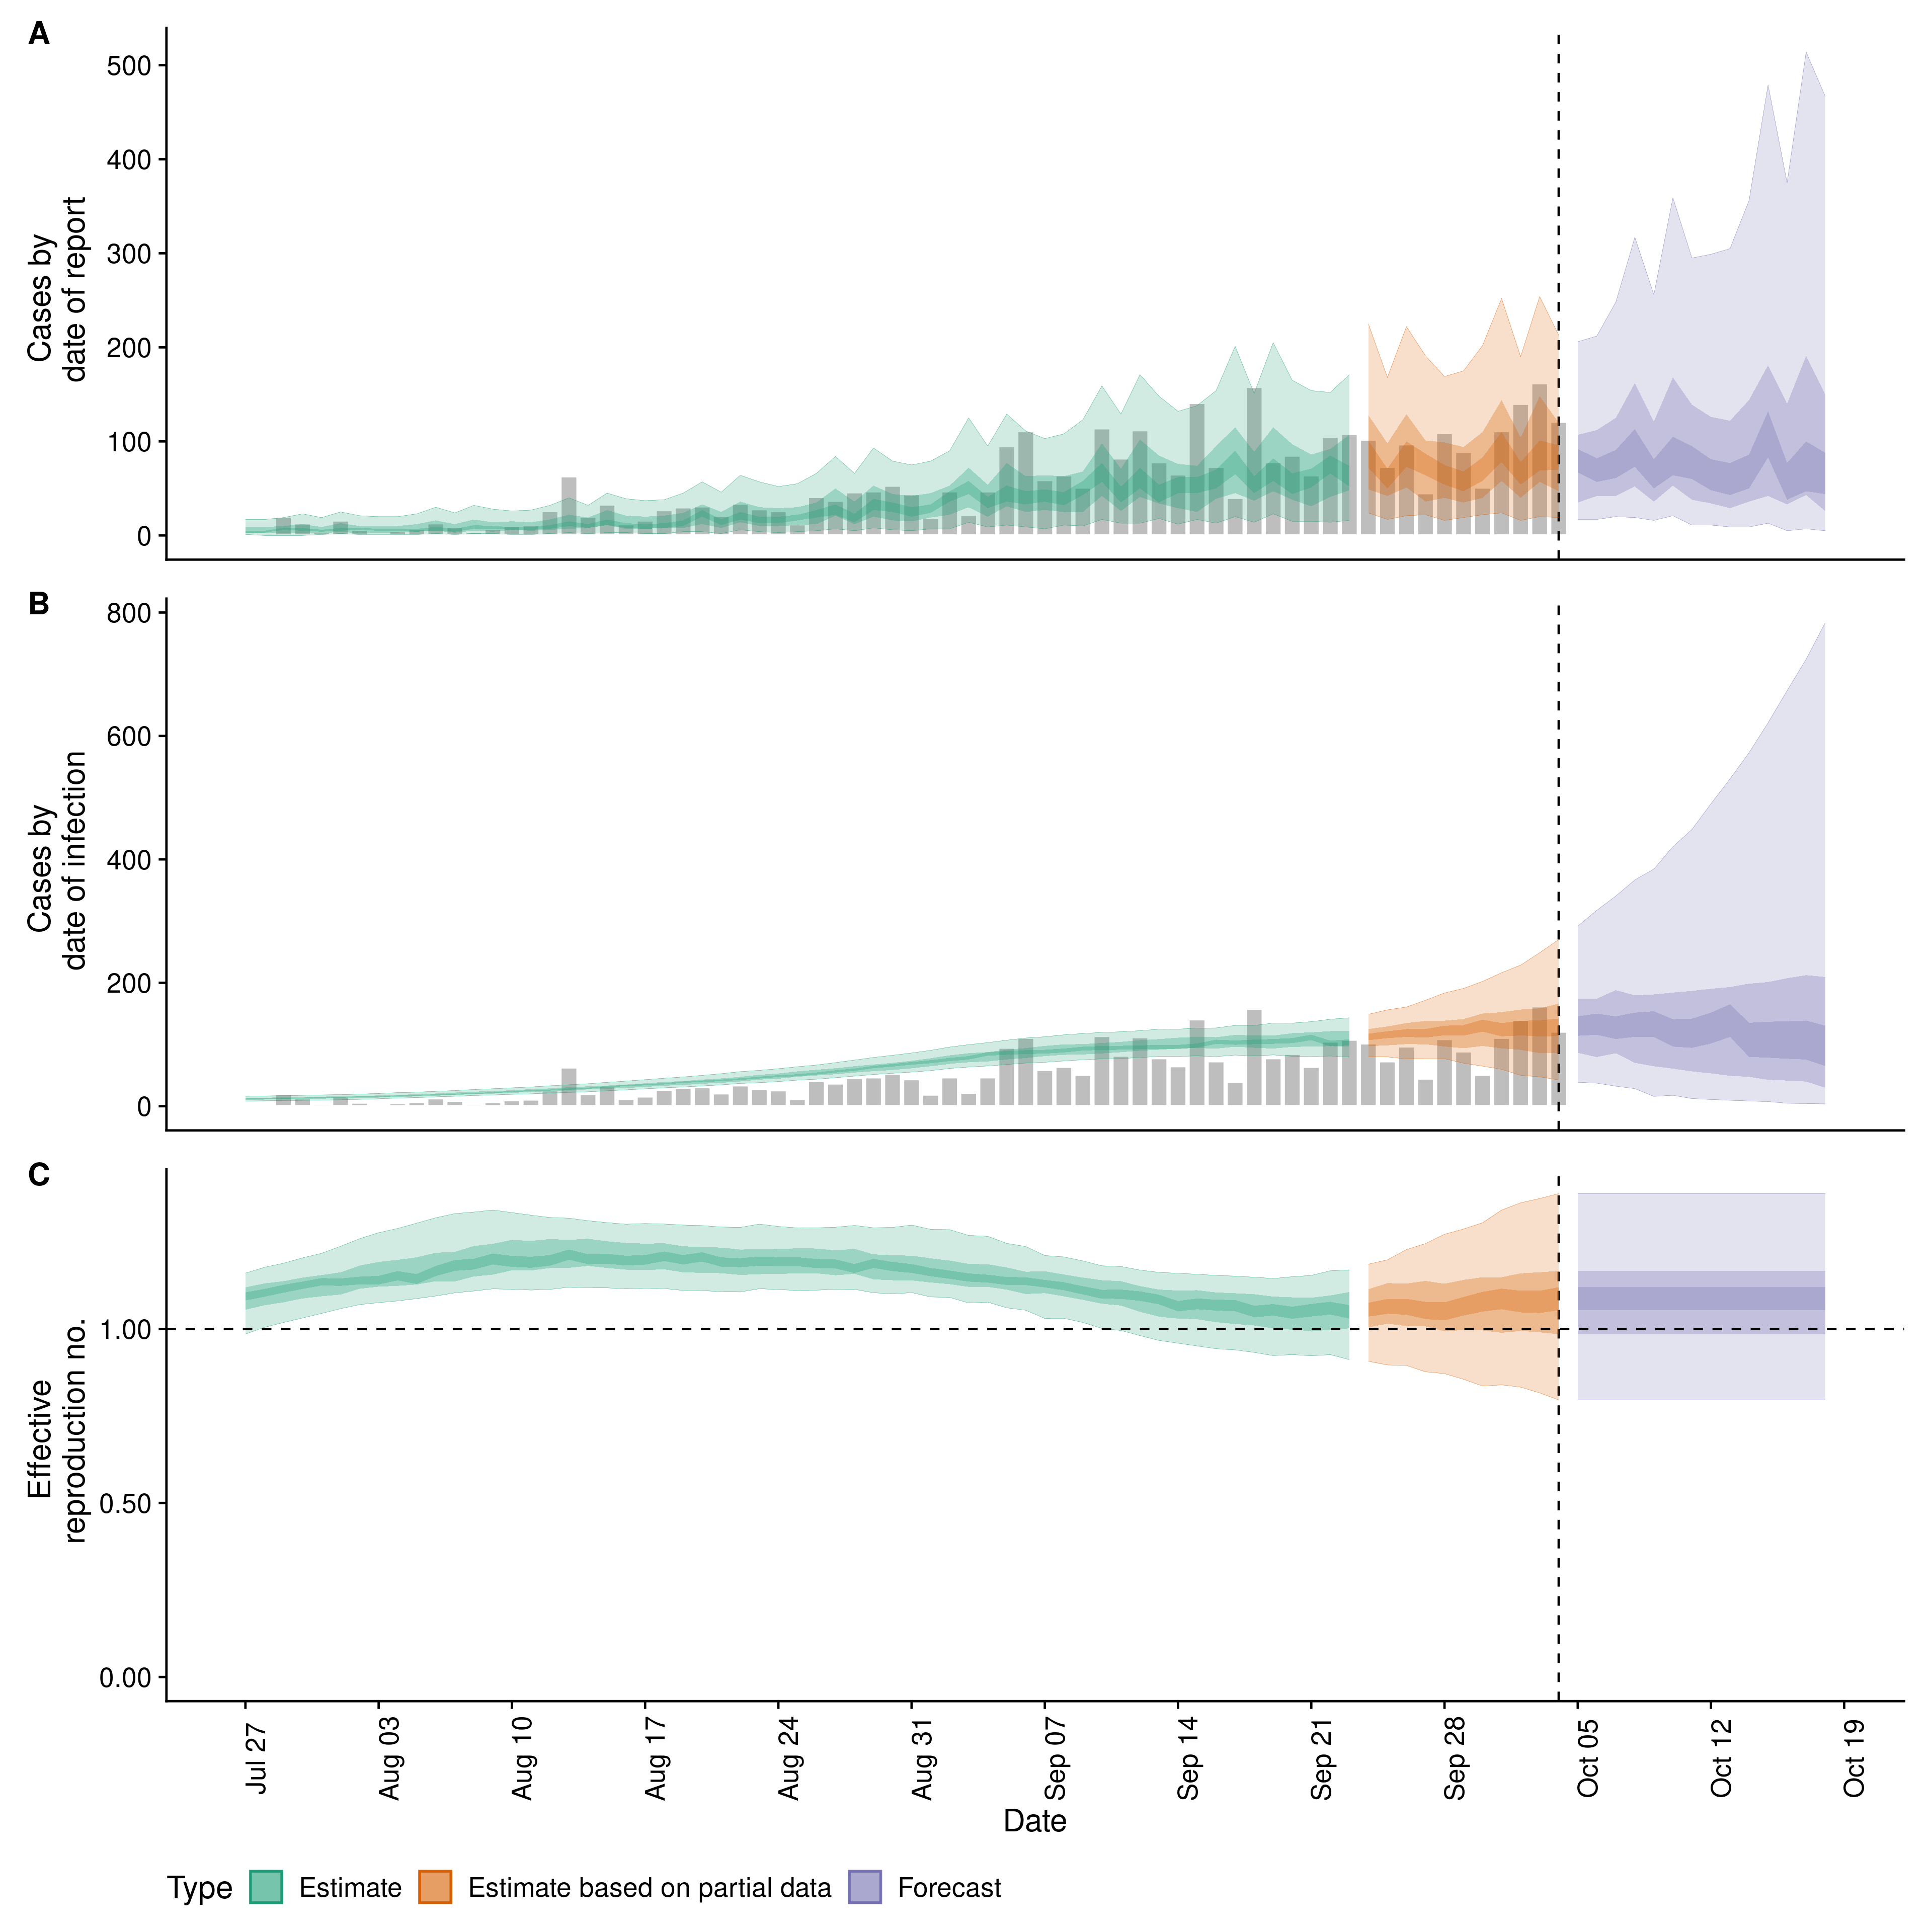 A
500
400
300
200
100
0
Cases by
date of report
B
800
600
400
200
0
Cases by
date of infection
C
1.00
0.50
0.00
Effective
reproduction no.
Jul 27
Aug 03
Aug 10
Aug 17
Aug 24
Aug 31
Sep 07
Sep 14
Sep 21
Sep 28
Oct 05
Oct 12
Oct 19
Date
Type Estimate Estimate based on partial data Forecast